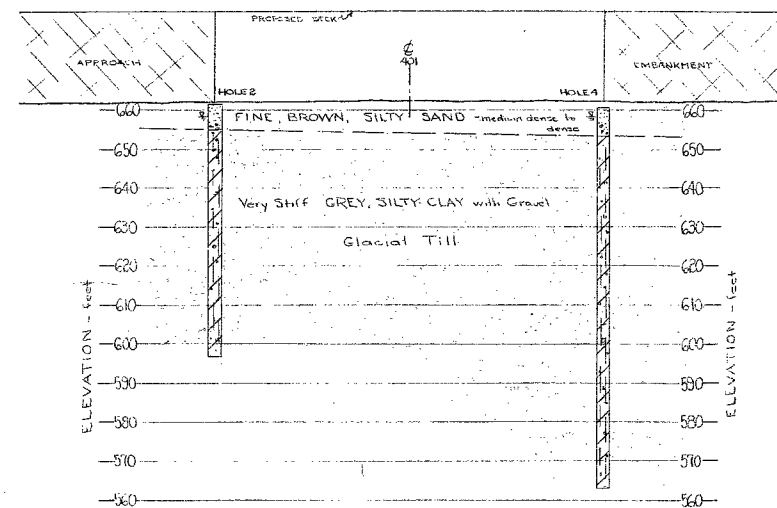 PROPOSED DECK
℄
401
APPROACH
EMBANKMENT
HOLE 2
HOLE 4
660
FINE, BROWN, SILTY SAND - medium dense to
dense
660
650
650
640
640
Very Stiff GREY, SILTY CLAY with Gravel
630
630
Glacial Till
620
620
610
610
600
600
590
590
580
580
570
570
560
560
ELEVATION - feet
ELEVATION - feet